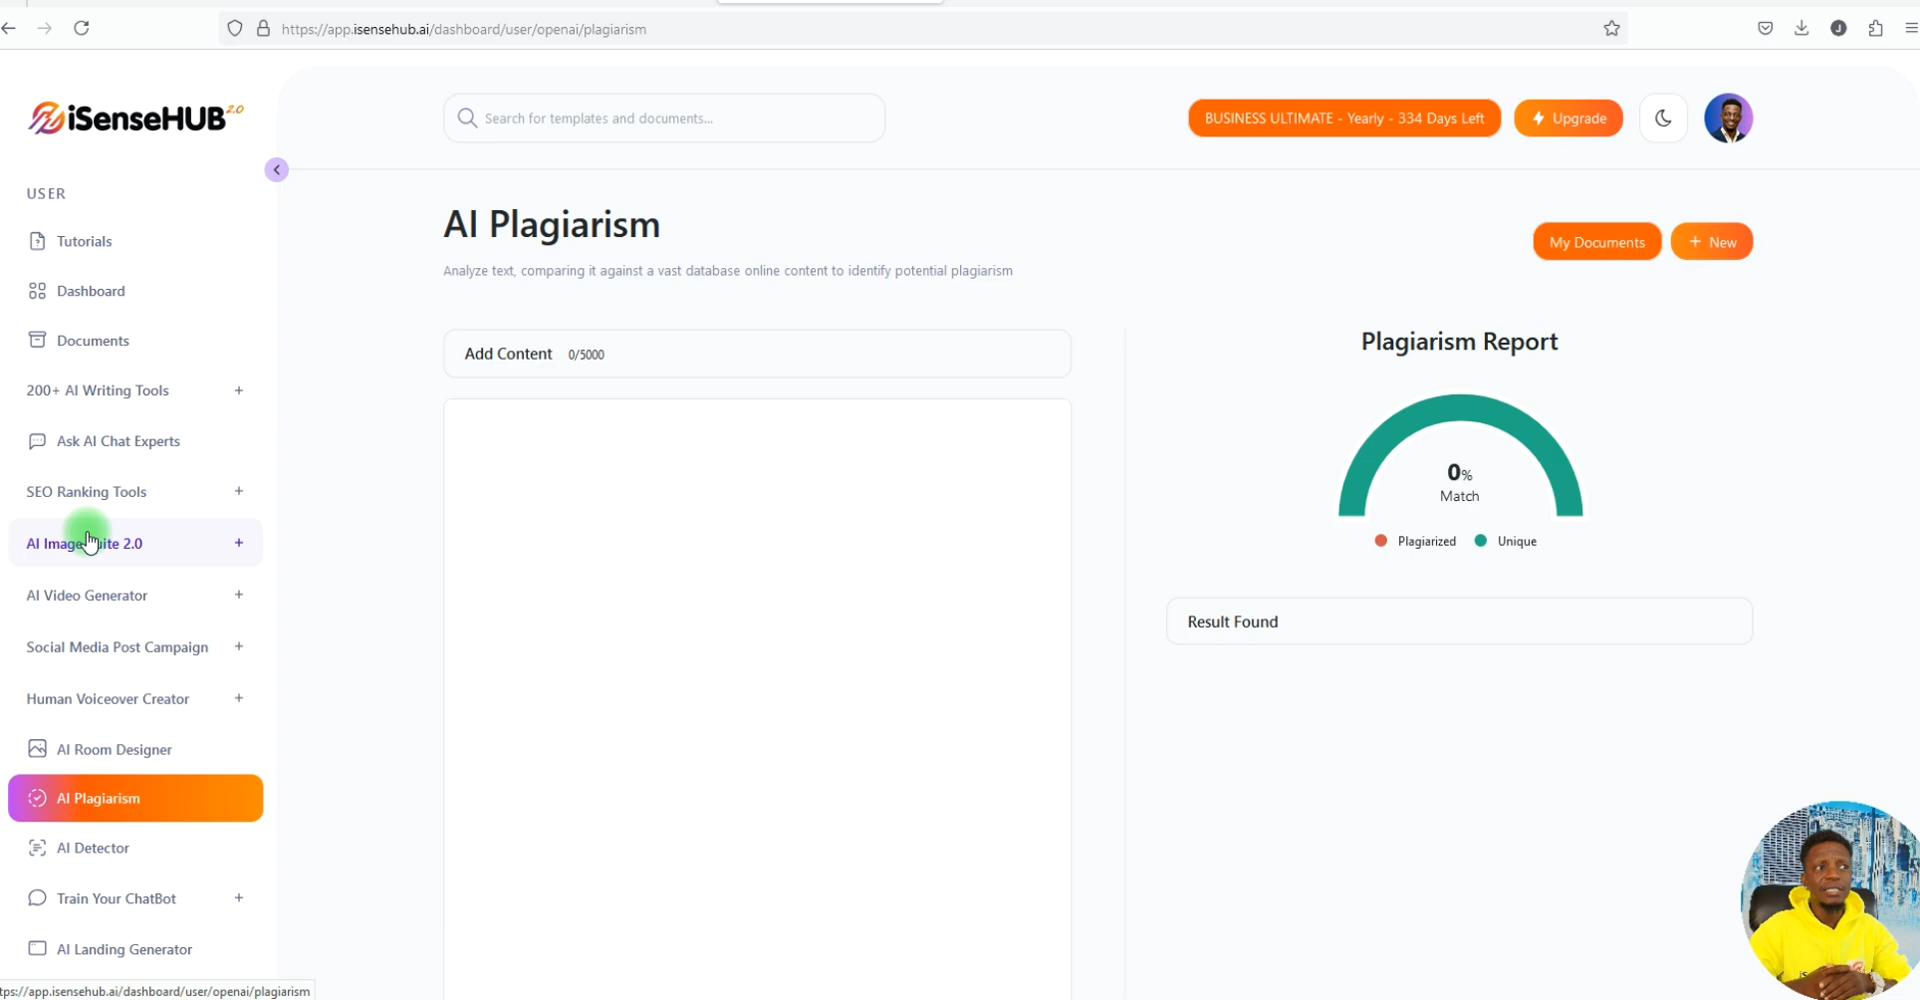 https://app.isensehub.ai/dashboard/user/openai/plagiarism
iSenseHUB 2.0
Search for templates and documents...
BUSINESS ULTIMATE - Yearly - 334 Days Left
Upgrade
USER
Tutorials
Dashboard
Documents
200+ AI Writing Tools +
Ask AI Chat Experts
SEO Ranking Tools +
AI Image Suite 2.0 +
AI Video Generator +
Social Media Post Campaign +
Human Voiceover Creator +
AI Room Designer
AI Plagiarism
AI Detector
Train Your ChatBot +
AI Landing Generator
AI Plagiarism
Analyze text, comparing it against a vast database online content to identify potential plagiarism
My Documents
+ New
Add Content 0/5000
Plagiarism Report
0%
Match
Plagiarized
Unique
Result Found
tps://app.isensehub.ai/dashboard/user/openai/plagiarism